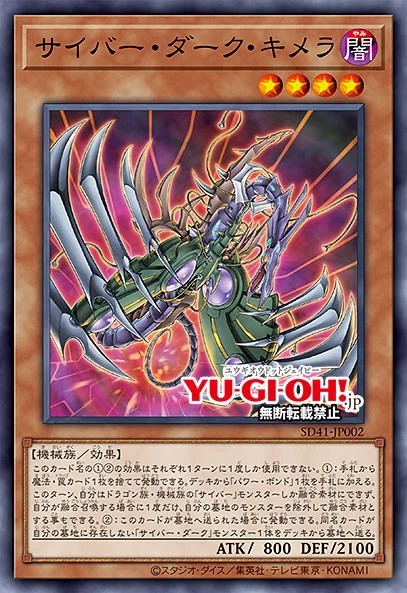 サイバー・ダーク・キメラ
やみ
闇
ユウギオウドットジェイピー
YU-GI-OH!.jp
無断転載禁止
SD41-JP002
【機械族／効果】
このカード名の①②の効果はそれぞれ1ターンに1度しか使用できない。①：手札から
魔法・罠カード1枚を捨てて発動できる。デッキから「パワー・ボンド」1枚を手札に加える。
このターン、自分はドラゴン族・機械族の「サイバー」モンスターしか融合素材にできず、
自分が融合召喚する場合に1度だけ、自分の墓地のモンスターを除外して融合素材と
する事もできる。②：このカードが墓地へ送られた場合に発動できる。同名カードが
自分の墓地に存在しない「サイバー・ダーク」モンスター1体をデッキから墓地へ送る。
ATK/ 800 DEF/2100
©スタジオ・ダイス／集英社・テレビ東京・KONAMI